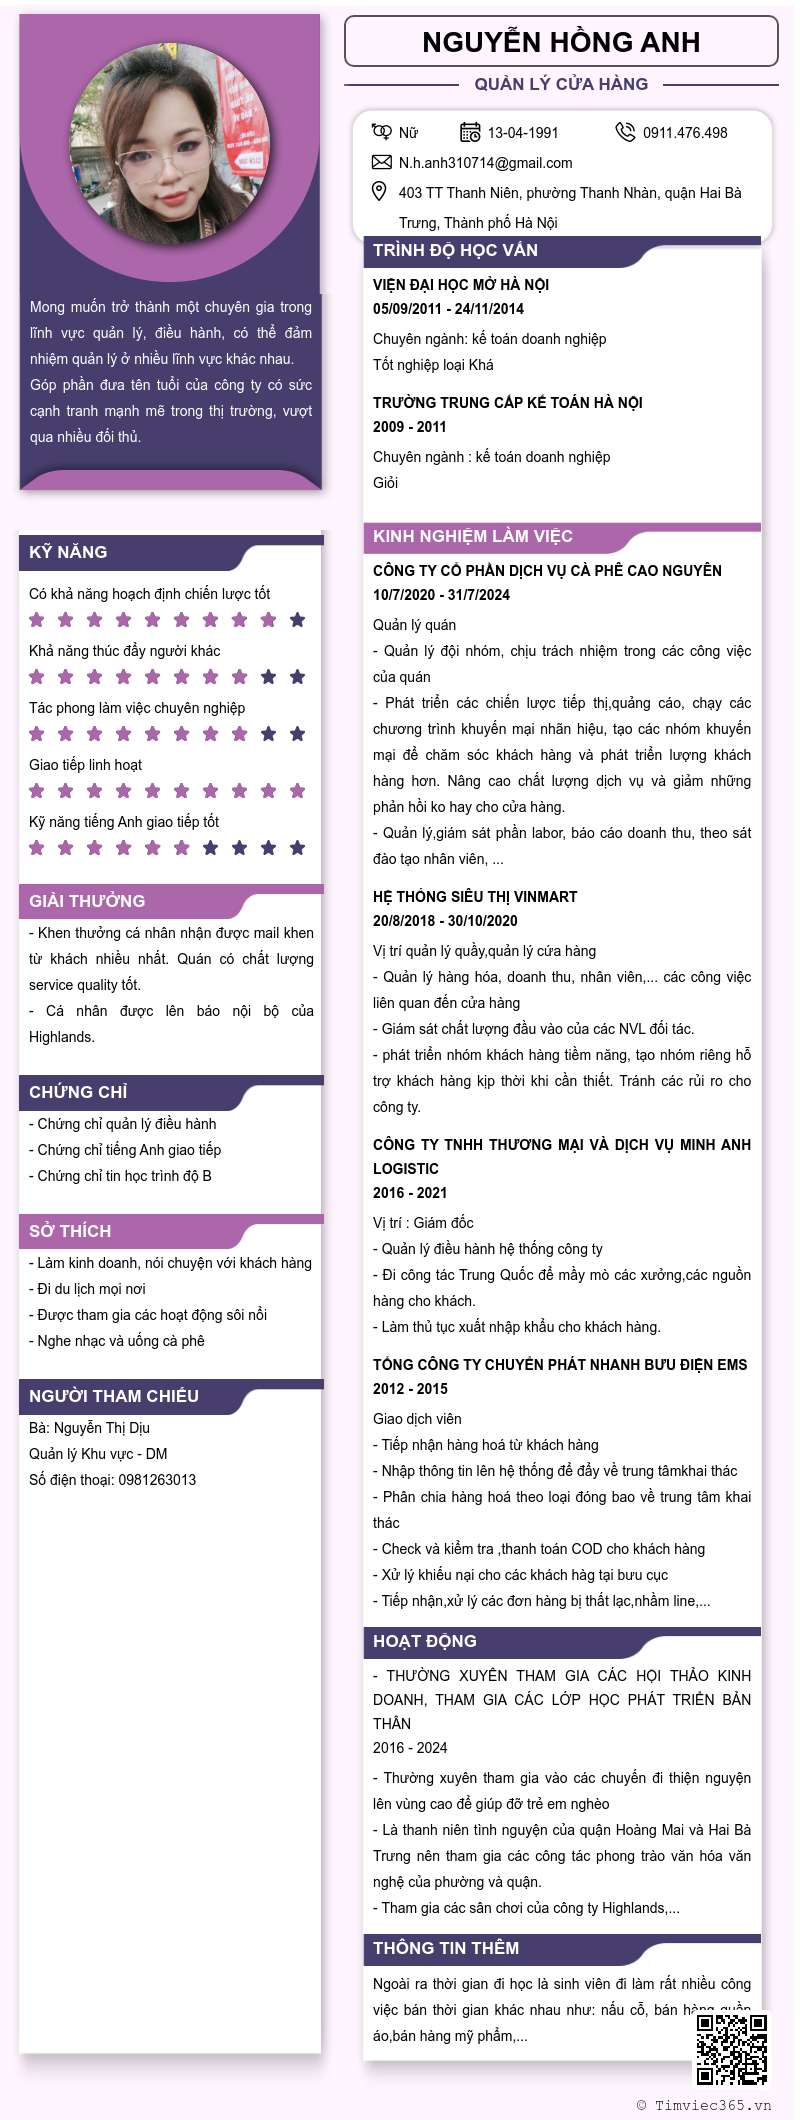 NGUYỄN HỒNG ANH
QUẢN LÝ CỬA HÀNG
Nữ
13-04-1991
0911.476.498
N.h.anh310714@gmail.com
403 TT Thanh Niên, phường Thanh Nhàn, quận Hai Bà
Trưng, Thành phố Hà Nội
Mong muốn trở thành một chuyên gia trong
lĩnh vực quản lý, điều hành, có thể đảm
nhiệm quản lý ở nhiều lĩnh vực khác nhau.
Góp phần đưa tên tuổi của công ty có sức
cạnh tranh mạnh mẽ trong thị trường, vượt
qua nhiều đối thủ.
KỸ NĂNG
Có khả năng hoạch định chiến lược tốt
Khả năng thúc đẩy người khác
Tác phong làm việc chuyên nghiệp
Giao tiếp linh hoạt
Kỹ năng tiếng Anh giao tiếp tốt
GIẢI THƯỞNG
- Khen thưởng cá nhân nhận được mail khen
từ khách nhiều nhất. Quán có chất lượng
service quality tốt.
- Cá nhân được lên báo nội bộ của
Highlands.
CHỨNG CHỈ
- Chứng chỉ quản lý điều hành
- Chứng chỉ tiếng Anh giao tiếp
- Chứng chỉ tin học trình độ B
SỞ THÍCH
- Làm kinh doanh, nói chuyện với khách hàng
- Đi du lịch mọi nơi
- Được tham gia các hoạt động sôi nổi
- Nghe nhạc và uống cà phê
NGƯỜI THAM CHIẾU
Bà: Nguyễn Thị Dịu
Quản lý Khu vực - DM
Số điện thoại: 0981263013
TRÌNH ĐỘ HỌC VẤN
VIỆN ĐẠI HỌC MỞ HÀ NỘI
05/09/2011 - 24/11/2014
Chuyên ngành: kế toán doanh nghiệp
Tốt nghiệp loại Khá
TRƯỜNG TRUNG CẤP KẾ TOÁN HÀ NỘI
2009 - 2011
Chuyên ngành : kế toán doanh nghiệp
Giỏi
KINH NGHIỆM LÀM VIỆC
CÔNG TY CỔ PHẦN DỊCH VỤ CÀ PHÊ CAO NGUYÊN
10/7/2020 - 31/7/2024
Quản lý quán
- Quản lý đội nhóm, chịu trách nhiệm trong các công việc
của quán
- Phát triển các chiến lược tiếp thị,quảng cáo, chạy các
chương trình khuyến mại nhãn hiệu, tạo các nhóm khuyến
mại để chăm sóc khách hàng và phát triển lượng khách
hàng hơn. Nâng cao chất lượng dịch vụ và giảm những
phản hồi ko hay cho cửa hàng.
- Quản lý,giám sát phần labor, báo cáo doanh thu, theo sát
đào tạo nhân viên, ...
HỆ THỐNG SIÊU THỊ VINMART
20/8/2018 - 30/10/2020
Vị trí quản lý quầy,quản lý cứa hàng
- Quản lý hàng hóa, doanh thu, nhân viên,... các công việc
liên quan đến cửa hàng
- Giám sát chất lượng đầu vào của các NVL đối tác.
- phát triển nhóm khách hàng tiềm năng, tạo nhóm riêng hỗ
trợ khách hàng kịp thời khi cần thiết. Tránh các rủi ro cho
công ty.
CÔNG TY TNHH THƯƠNG MẠI VÀ DỊCH VỤ MINH ANH
LOGISTIC
2016 - 2021
Vị trí : Giám đốc
- Quản lý điều hành hệ thống công ty
- Đi công tác Trung Quốc để mầy mò các xưởng,các nguồn
hàng cho khách.
- Làm thủ tục xuất nhập khẩu cho khách hàng.
TỔNG CÔNG TY CHUYỂN PHÁT NHANH BƯU ĐIỆN EMS
2012 - 2015
Giao dịch viên
- Tiếp nhận hàng hoá từ khách hàng
- Nhập thông tin lên hệ thống để đẩy về trung tâmkhai thác
- Phân chia hàng hoá theo loại đóng bao về trung tâm khai
thác
- Check và kiểm tra ,thanh toán COD cho khách hàng
- Xử lý khiếu nại cho các khách hàg tại bưu cục
- Tiếp nhận,xử lý các đơn hàng bị thất lạc,nhầm line,...
HOẠT ĐỘNG
- THƯỜNG XUYÊN THAM GIA CÁC HỘI THẢO KINH
DOANH, THAM GIA CÁC LỚP HỌC PHÁT TRIỂN BẢN
THÂN
2016 - 2024
- Thường xuyên tham gia vào các chuyến đi thiện nguyện
lên vùng cao để giúp đỡ trẻ em nghèo
- Là thanh niên tình nguyện của quận Hoàng Mai và Hai Bà
Trưng nên tham gia các công tác phong trào văn hóa văn
nghệ của phường và quận.
- Tham gia các sân chơi của công ty Highlands,...
THÔNG TIN THÊM
Ngoài ra thời gian đi học là sinh viên đi làm rất nhiều công
việc bán thời gian khác nhau như: nấu cỗ, bán hàng quần
áo,bán hàng mỹ phẩm,...
© Timviec365.vn